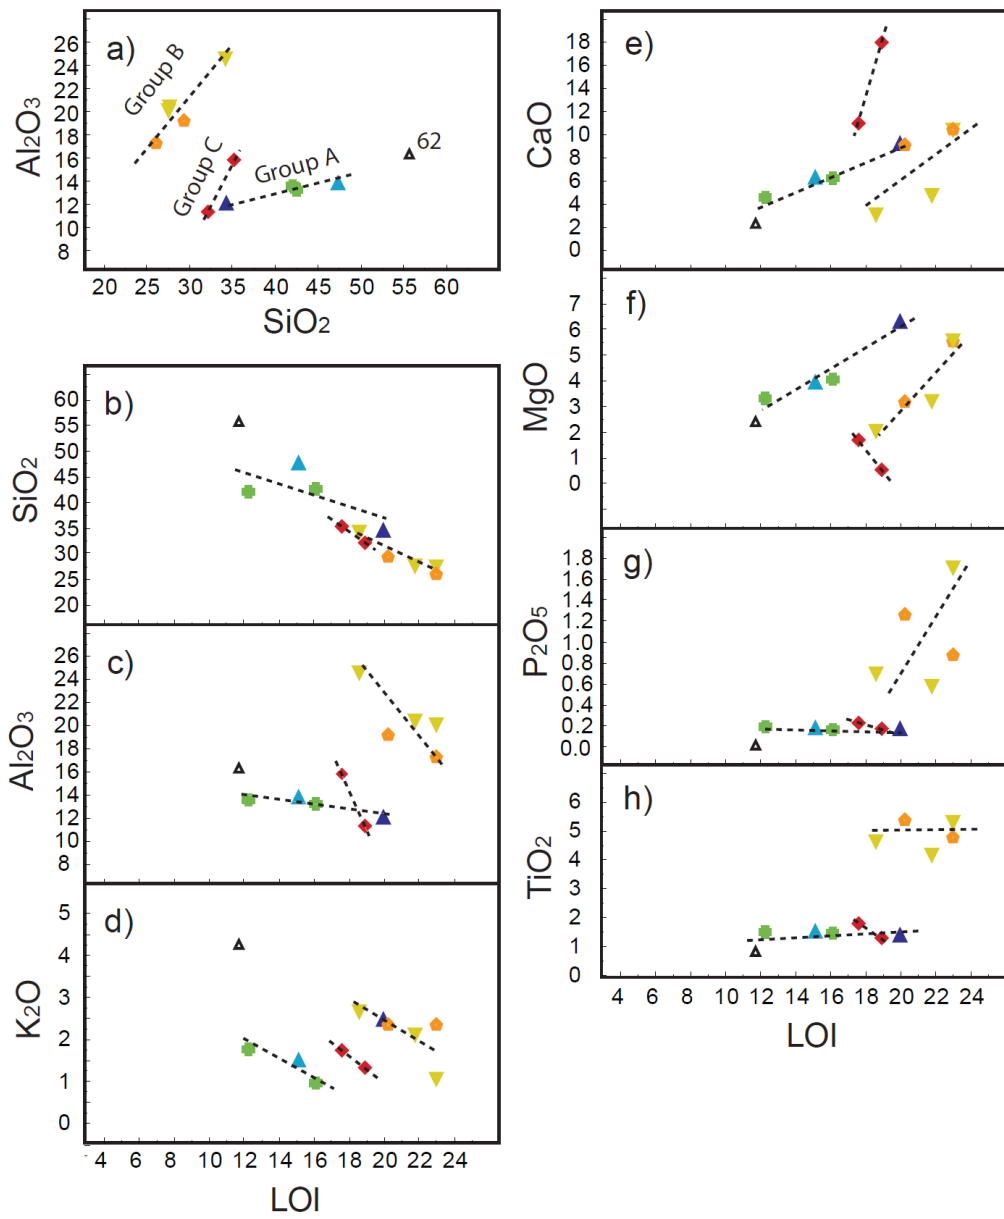 a)
Al₂O₃
26
24
22
20
18
16
14
12
10
8
Group B
Group C
Group A
62
20 25 30 35 40 45 50 55 60
SiO₂
b)
SiO₂
60
55
50
45
40
35
30
25
20
c)
Al₂O₃
26
24
22
20
18
16
14
12
10
8
d)
K₂O
5
4
3
2
1
0
4 6 8 10 12 14 16 18 20 22 24
LOI
e)
CaO
18
16
14
12
10
8
6
4
2
0
f)
MgO
7
6
5
4
3
2
1
0
g)
P₂O₅
1.8
1.6
1.4
1.2
1.0
0.8
0.6
0.4
0.2
0.0
h)
TiO₂
6
5
4
3
2
1
0
4 6 8 10 12 14 16 18 20 22 24
LOI